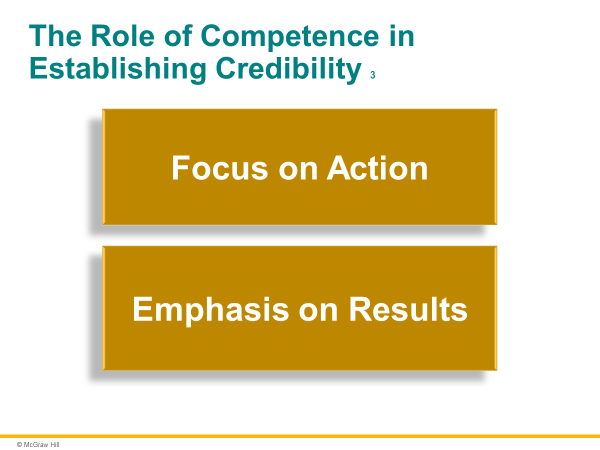 The Role of Competence in
Establishing Credibility 3
Focus on Action
Emphasis on Results
© McGraw Hill